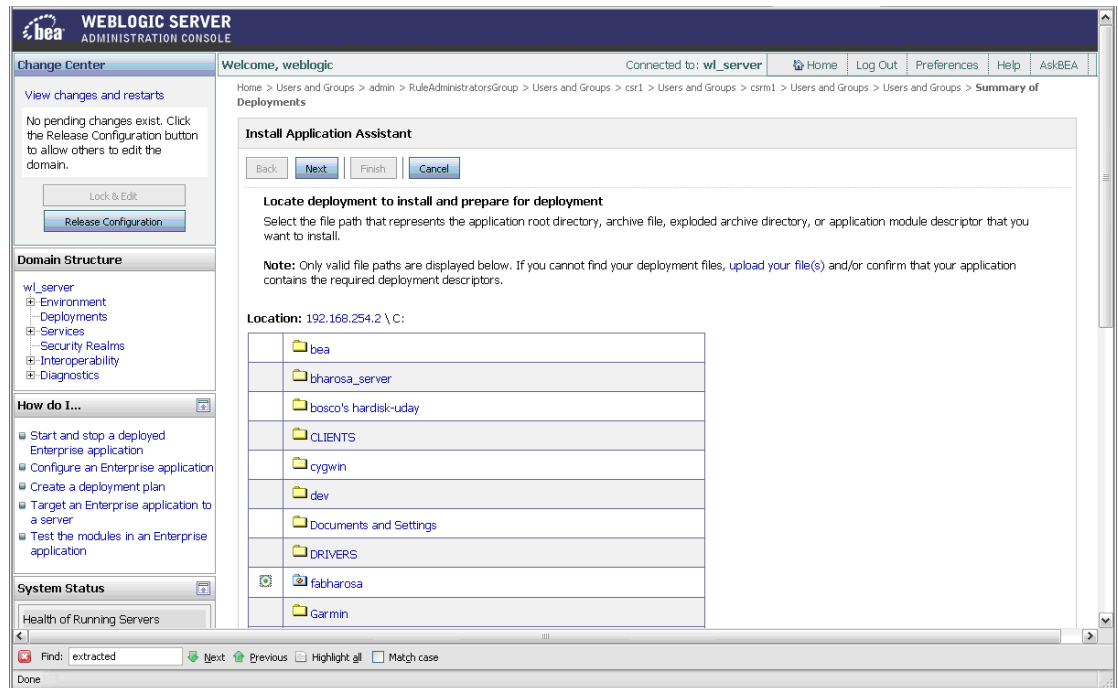 bea
WEBLOGIC SERVER
ADMINISTRATION CONSOLE
Change Center
View changes and restarts
No pending changes exist. Click
the Release Configuration button
to allow others to edit the
domain.
Lock & Edit
Release Configuration
Domain Structure
wl_server
Environment
Deployments
Services
Security Realms
Interoperability
Diagnostics
How do I...
Start and stop a deployed
Enterprise application
Configure an Enterprise application
Create a deployment plan
Target an Enterprise application to
a server
Test the modules in an Enterprise
application
System Status
Health of Running Servers
Welcome, weblogic
Connected to: wl_server
Home
Log Out
Preferences
Help
AskBEA
Home > Users and Groups > admin > RuleAdministratorsGroup > Users and Groups > csr1 > Users and Groups > csrm1 > Users and Groups > Users and Groups > Summary of
Deployments
Install Application Assistant
Back Next Finish Cancel
Locate deployment to install and prepare for deployment
Select the file path that represents the application root directory, archive file, exploded archive directory, or application module descriptor that you
want to install.
Note: Only valid file paths are displayed below. If you cannot find your deployment files, upload your file(s) and/or confirm that your application
contains the required deployment descriptors.
Location: 192.168.254.2 \ C:
bea
bharosa_server
bosco's hardisk-uday
CLIENTS
cygwin
dev
Documents and Settings
DRIVERS
fabharosa
Garmin
Find: extracted Next Previous Highlight all Match case
Done